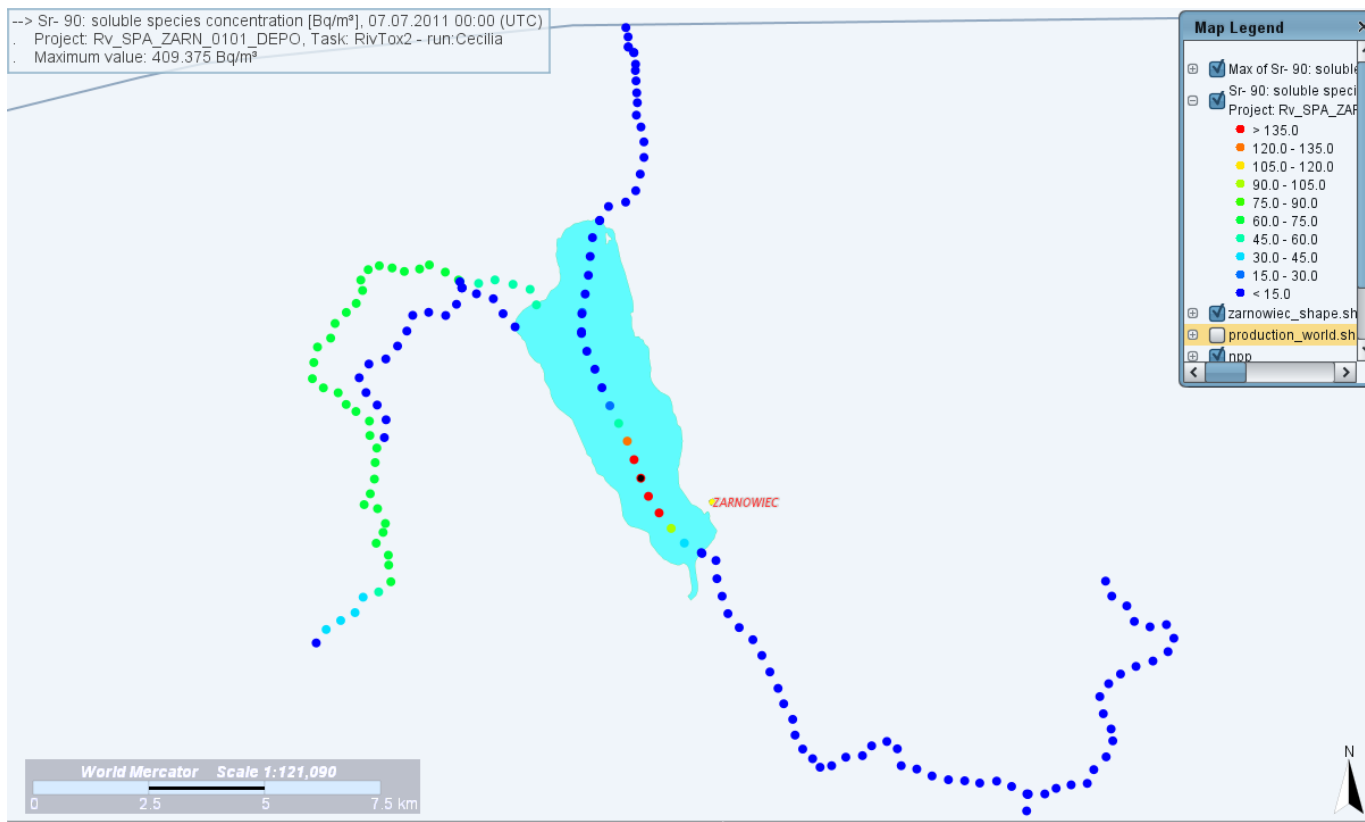 --> Sr- 90: soluble species concentration [Bq/m³], 07.07.2011 00:00 (UTC)
. Project: Rv_SPA_ZARN_0101_DEPO, Task: RivTox2 - run:Cecilia
. Maximum value: 409.375 Bq/m³
Map Legend
Max of Sr- 90: soluble
Sr- 90: soluble speci
Project: Rv_SPA_ZAR
> 135.0
120.0 - 135.0
105.0 - 120.0
90.0 - 105.0
75.0 - 90.0
60.0 - 75.0
45.0 - 60.0
30.0 - 45.0
15.0 - 30.0
< 15.0
zarnowiec_shape.sh
production_world.sh
npp
ZARNOWIEC
World Mercator Scale 1:121,090
0 2.5 5 7.5 km
N